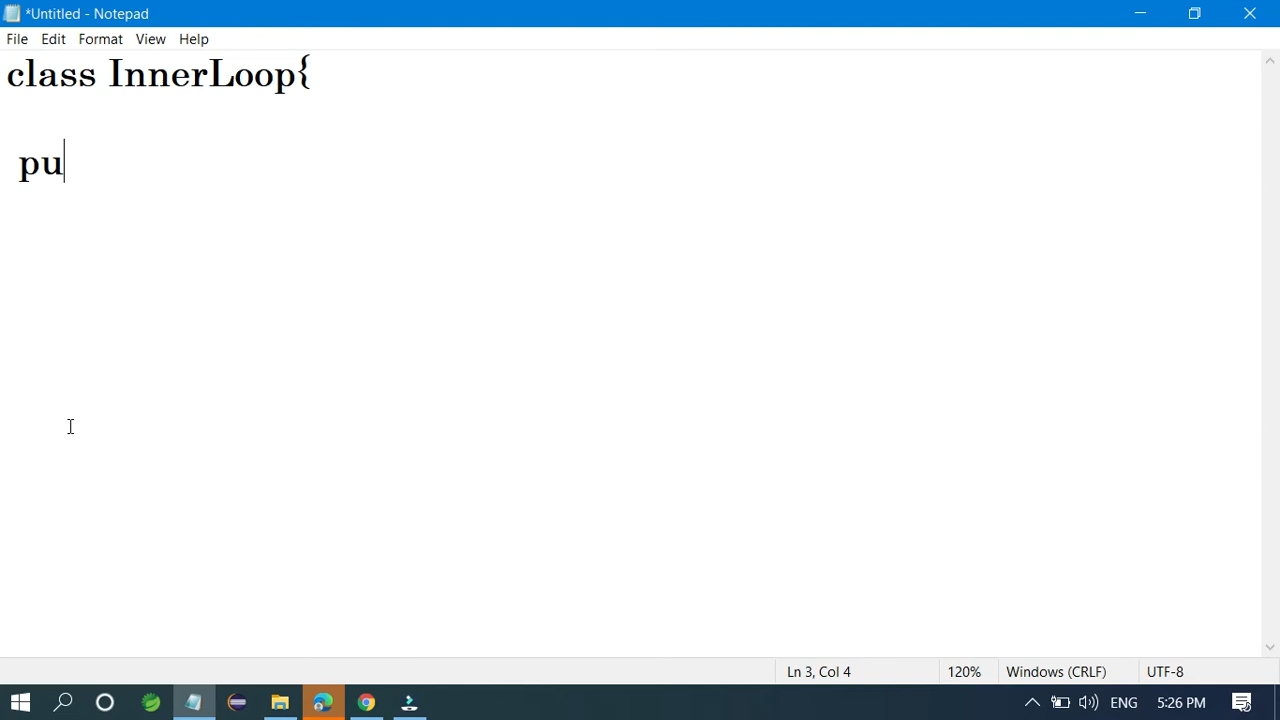 *Untitled - Notepad
File Edit Format View Help
class InnerLoop{
pu
Ln 3, Col 4 120% Windows (CRLF) UTF-8
ENG 5:26 PM